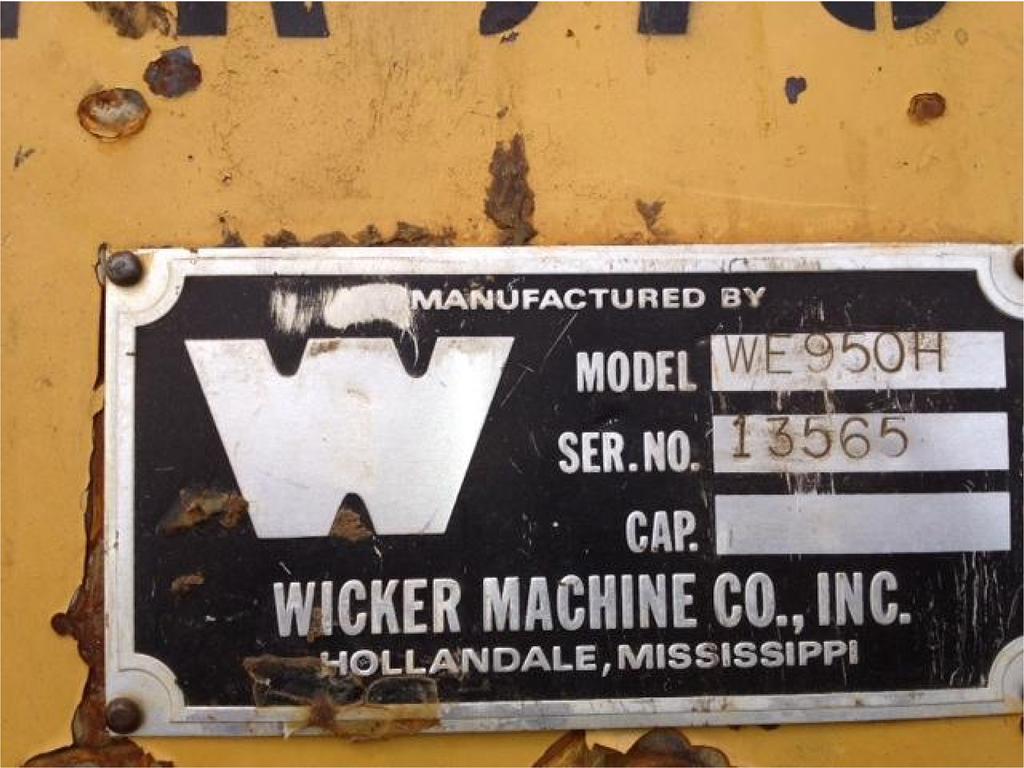 MANUFACTURED BY
W
MODEL WE950H
SER. NO. 13565
CAP.
WICKER MACHINE CO., INC.
HOLLANDALE, MISSISSIPPI